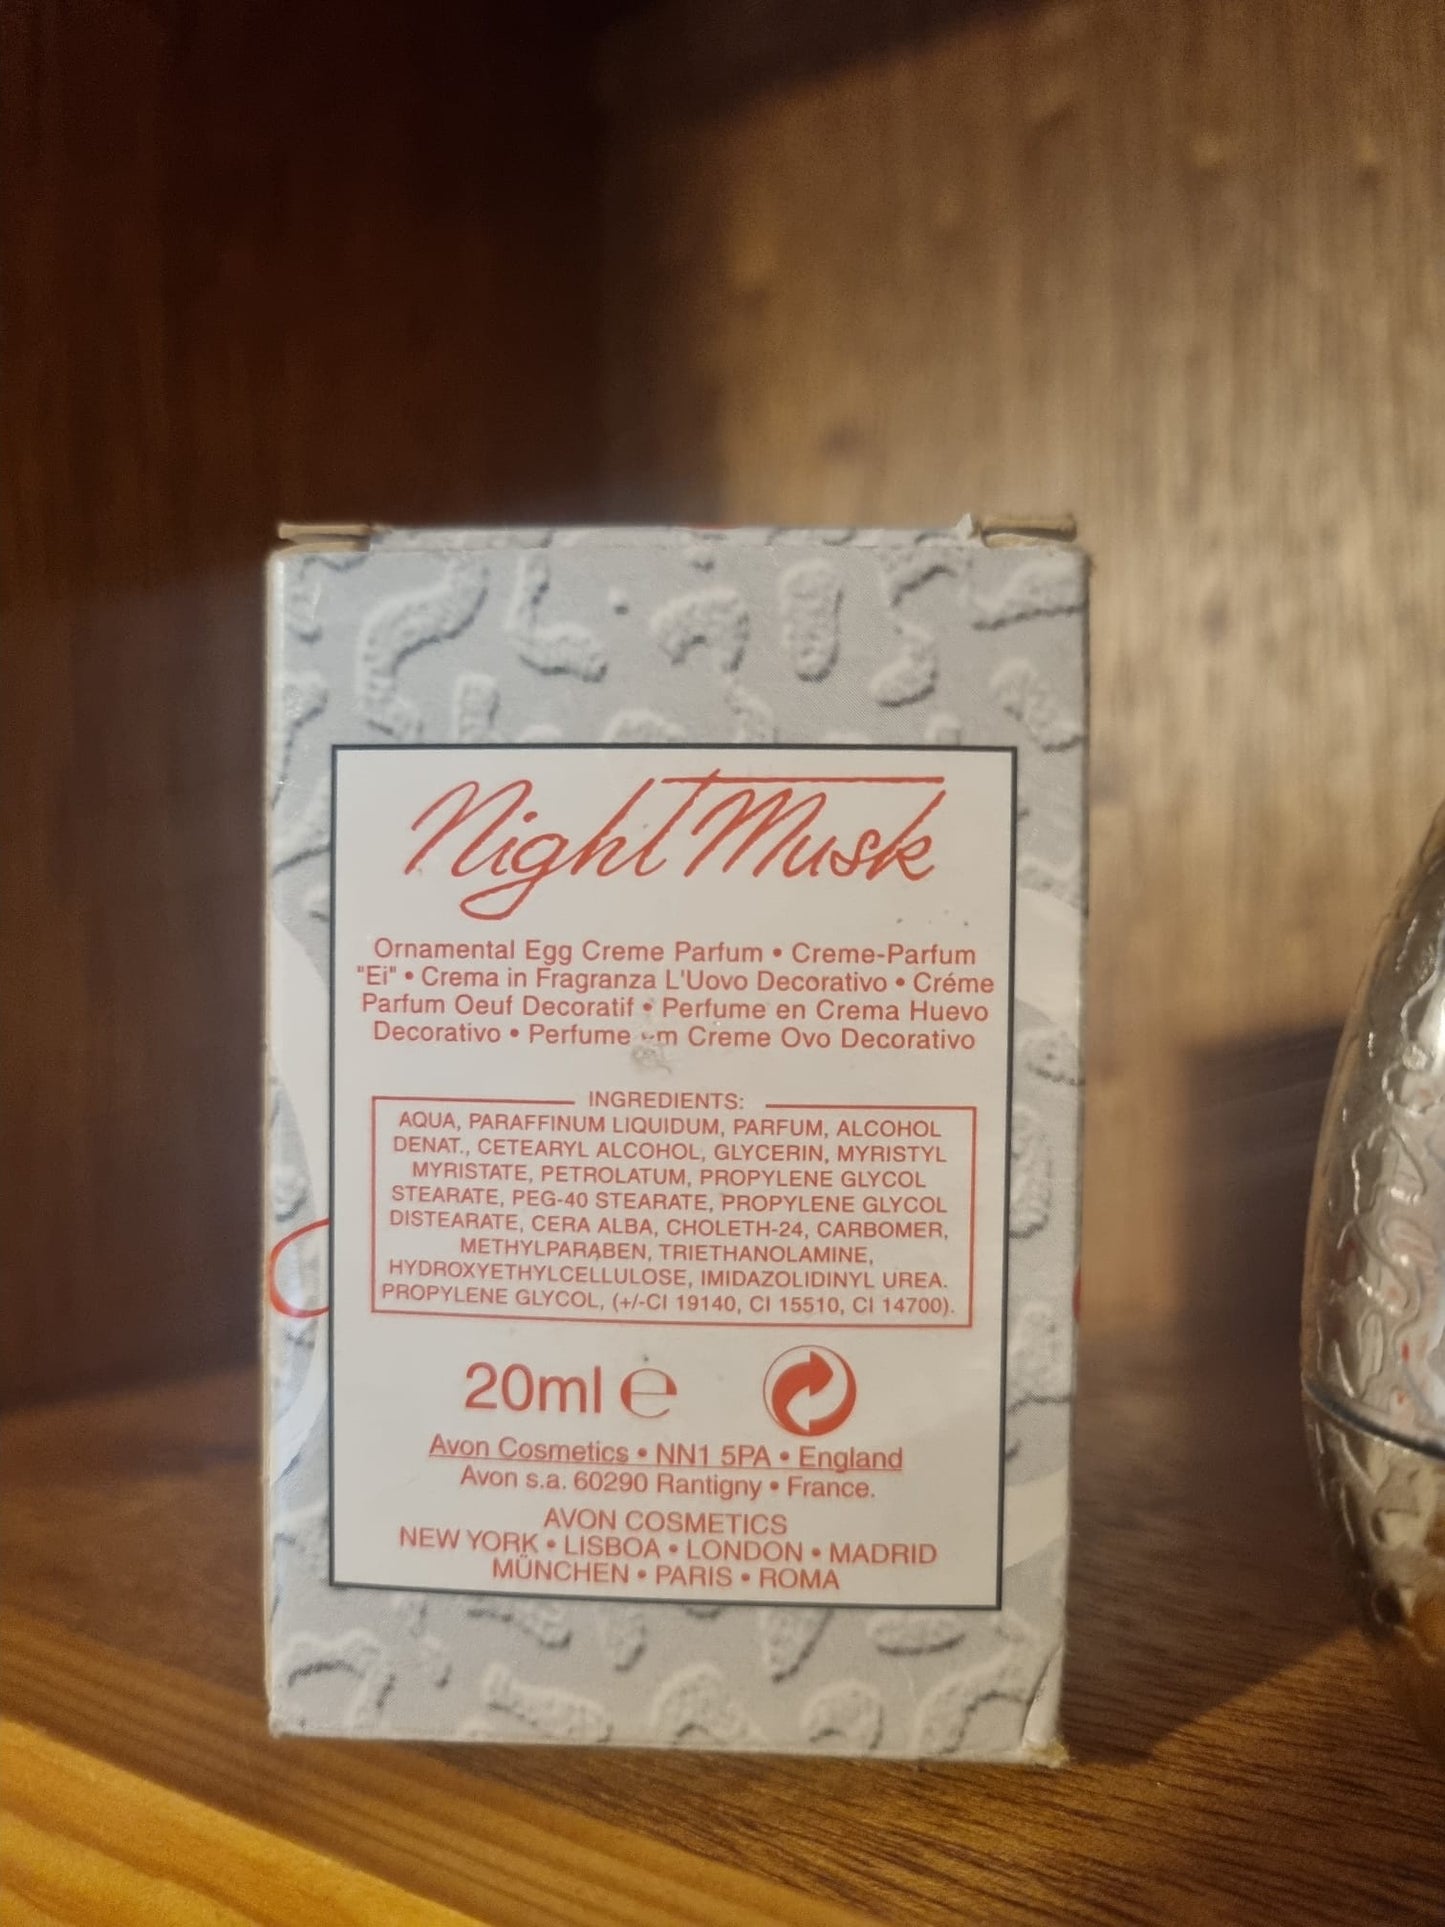 Night Musk
Ornamental Egg Creme Parfum • Creme-Parfum
"Ei" • Crema in Fragranza L'Uovo Decorativo • Créme
Parfum Oeuf Decoratif • Perfume en Crema Huevo
Decorativo • Perfume em Creme Ovo Decorativo
INGREDIENTS:
AQUA, PARAFFINUM LIQUIDUM, PARFUM, ALCOHOL
DENAT., CETEARYL ALCOHOL, GLYCERIN, MYRISTYL
MYRISTATE, PETROLATUM, PROPYLENE GLYCOL
STEARATE, PEG-40 STEARATE, PROPYLENE GLYCOL
DISTEARATE, CERA ALBA, CHOLETH-24, CARBOMER,
METHYLPARABEN, TRIETHANOLAMINE,
HYDROXYETHYLCELLULOSE, IMIDAZOLIDINYL UREA.
PROPYLENE GLYCOL, (+/-CI 19140, CI 15510, CI 14700).
20ml ℮
Avon Cosmetics • NN1 5PA • England
Avon s.a. 60290 Rantigny • France.
AVON COSMETICS
NEW YORK • LISBOA • LONDON • MADRID
MÜNCHEN • PARIS • ROMA